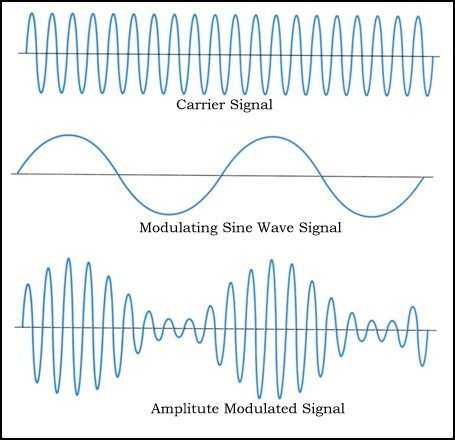 Carrier Signal
Modulating Sine Wave Signal
Amplitute Modulated Signal